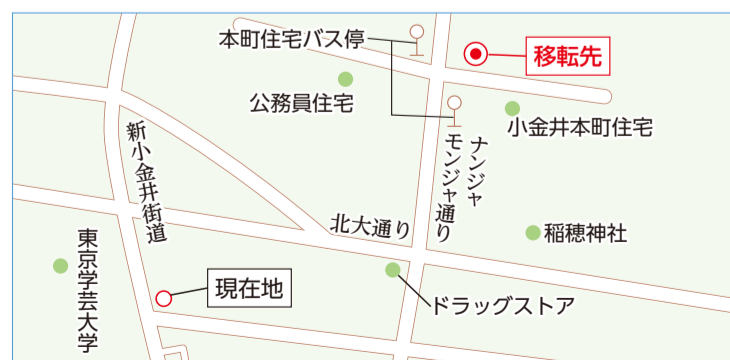 本町住宅バス停
移転先
公務員住宅
小金井本町住宅
新小金井街道
ナンジャ
モンジャ通り
北大通り
稲穂神社
東京学芸大学
現在地
ドラッグストア